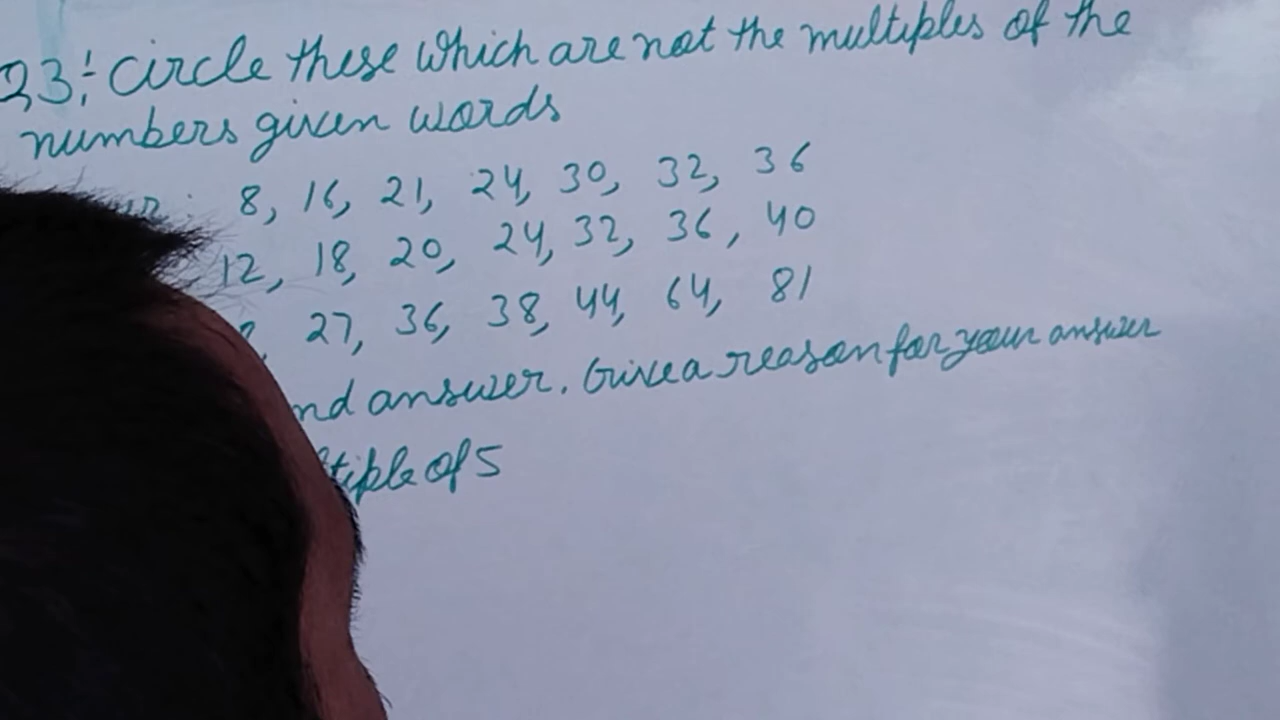 Q3:- Circle these which are not the multiples of the
numbers given words
8, 16, 21, 24, 30, 32, 36
12, 18, 20, 24, 32, 36, 40
27, 36, 38, 44, 64, 81
answer. Give a reason for your answer
of 5